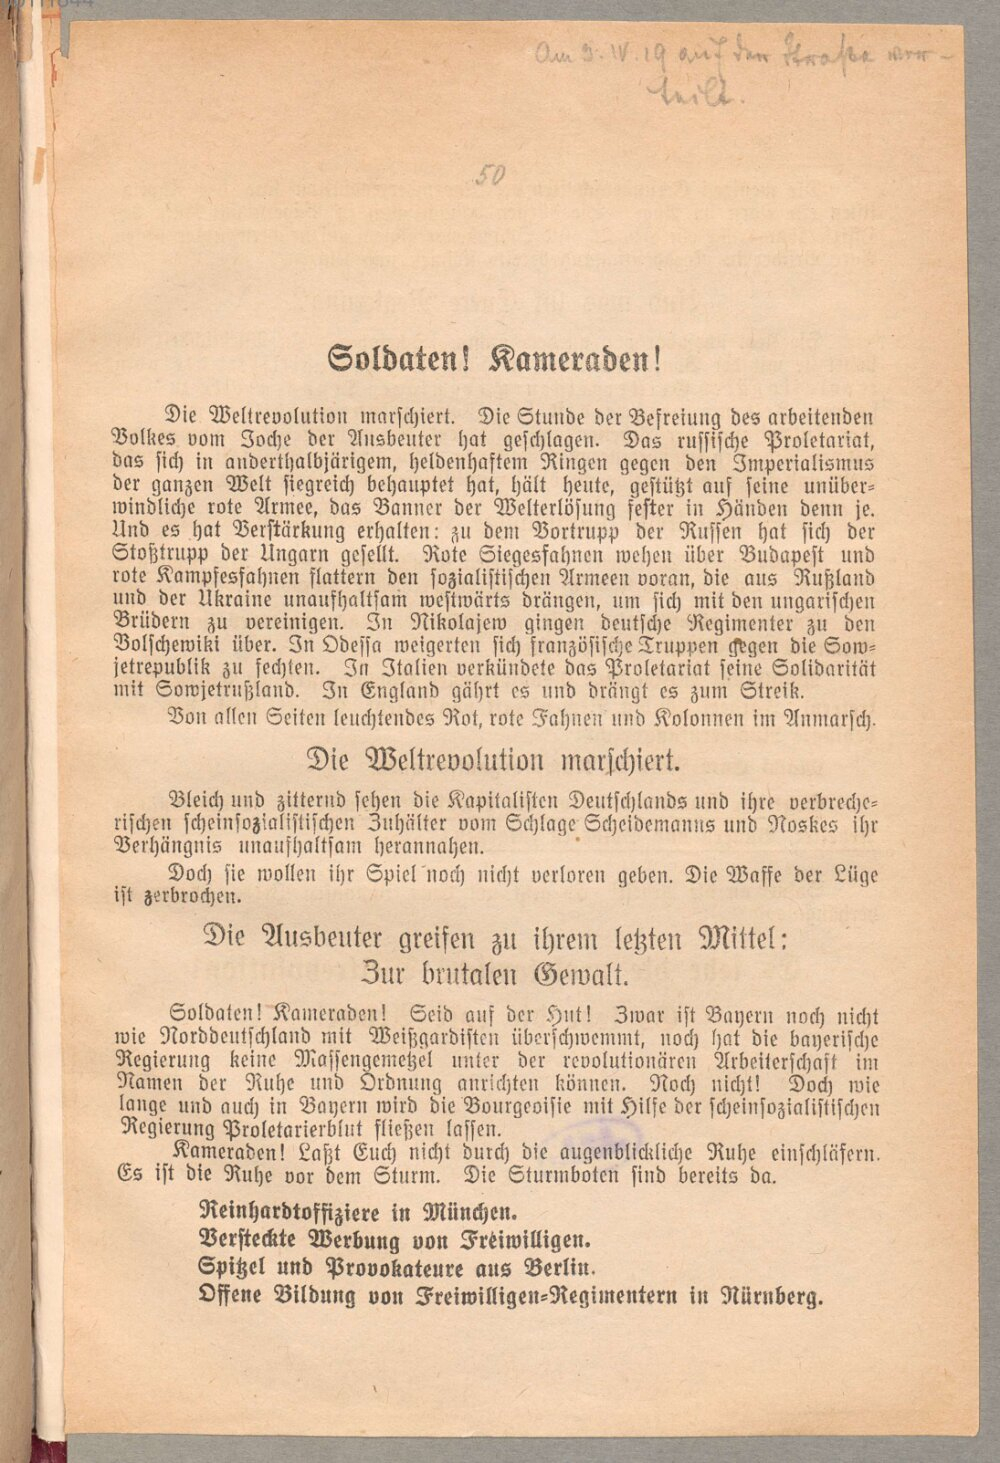 Am 3. IV. 19 auf der Straße ver-
teilt.
50
Soldaten! Kameraden!
Die Weltrevolution marschiert. Die Stunde der Befreiung des arbeitenden
Volkes vom Joche der Ausbeuter hat geschlagen. Das russische Proletariat,
das sich in anderthalbjärigem, heldenhaftem Ringen gegen den Imperialismus
der ganzen Welt siegreich behauptet hat, hält heute, gestützt auf seine unüber-
windliche rote Armee, das Banner der Welterlösung fester in Händen denn je.
Und es hat Verstärkung erhalten: zu dem Vortrupp der Russen hat sich der
Stoßtrupp der Ungarn gesellt. Rote Siegesfahnen wehen über Budapest und
rote Kampfesfahnen flattern den sozialistischen Armeen voran, die aus Rußland
und der Ukraine unaufhaltsam westwärts drängen, um sich mit den ungarischen
Brüdern zu vereinigen. In Nikolajew gingen deutsche Regimenter zu den
Bolschewiki über. In Odessa weigerten sich französische Truppen gegen die Sow-
jetrepublik zu fechten. In Italien verkündete das Proletariat seine Solidarität
mit Sowjetrußland. In England gährt es und drängt es zum Streik.
Von allen Seiten leuchtendes Rot, rote Fahnen und Kolonnen im Anmarsch.
Die Weltrevolution marschiert.
Bleich und zitternd sehen die Kapitalisten Deutschlands und ihre verbreche-
rischen scheinsozialistischen Zuhälter vom Schlage Scheidemanns und Noskes ihr
Verhängnis unaufhaltsam herannahen.
Doch sie wollen ihr Spiel noch nicht verloren geben. Die Waffe der Lüge
ist zerbrochen.
Die Ausbeuter greifen zu ihrem letzten Mittel:
Zur brutalen Gewalt.
Soldaten! Kameraden! Seid auf der Hut! Zwar ist Bayern noch nicht
wie Norddeutschland mit Weißgardisten überschwemmt, noch hat die bayerische
Regierung keine Massengemetzel unter der revolutionären Arbeiterschaft im
Namen der Ruhe und Ordnung anrichten können. Noch nicht! Doch wie
lange und auch in Bayern wird die Bourgeoisie mit Hilfe der scheinsozialistischen
Regierung Proletarierblut fließen lassen.
Kameraden! Laßt Euch nicht durch die augenblickliche Ruhe einschläfern.
Es ist die Ruhe vor dem Sturm. Die Sturmboten sind bereits da.
Reinhardtoffiziere in München.
Versteckte Werbung von Freiwilligen.
Spitzel und Provokateure aus Berlin.
Offene Bildung von Freiwilligen-Regimentern in Nürnberg.